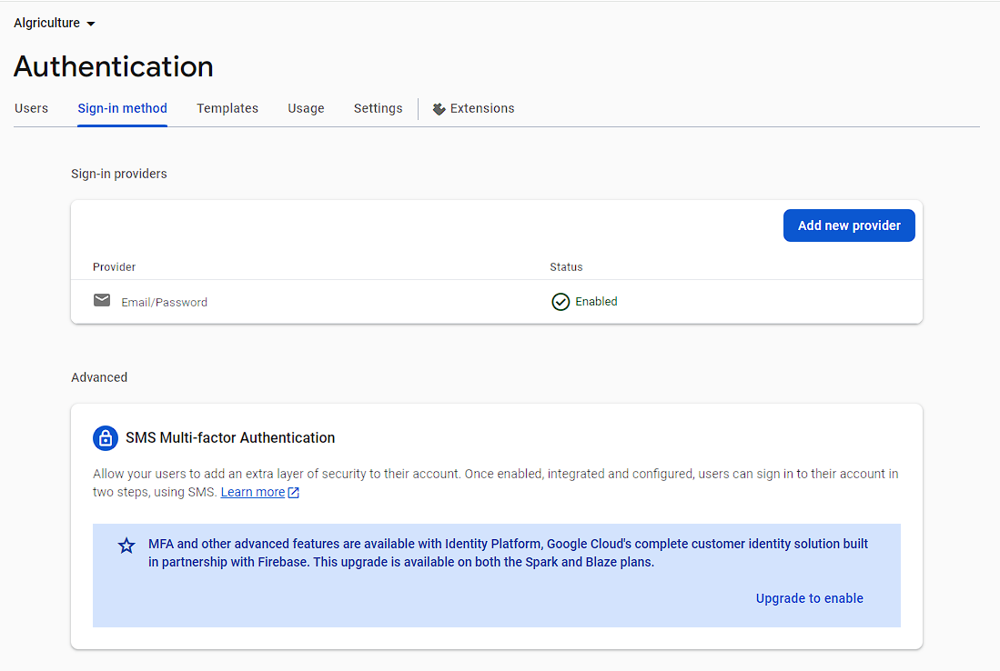 Algriculture
Authentication
Users Sign-in method Templates Usage Settings Extensions
Sign-in providers
Add new provider
Provider Status
Email/Password Enabled
Advanced
SMS Multi-factor Authentication
Allow your users to add an extra layer of security to their account. Once enabled, integrated and configured, users can sign in to their account in
two steps, using SMS. Learn more
MFA and other advanced features are available with Identity Platform, Google Cloud's complete customer identity solution built
in partnership with Firebase. This upgrade is available on both the Spark and Blaze plans.
Upgrade to enable